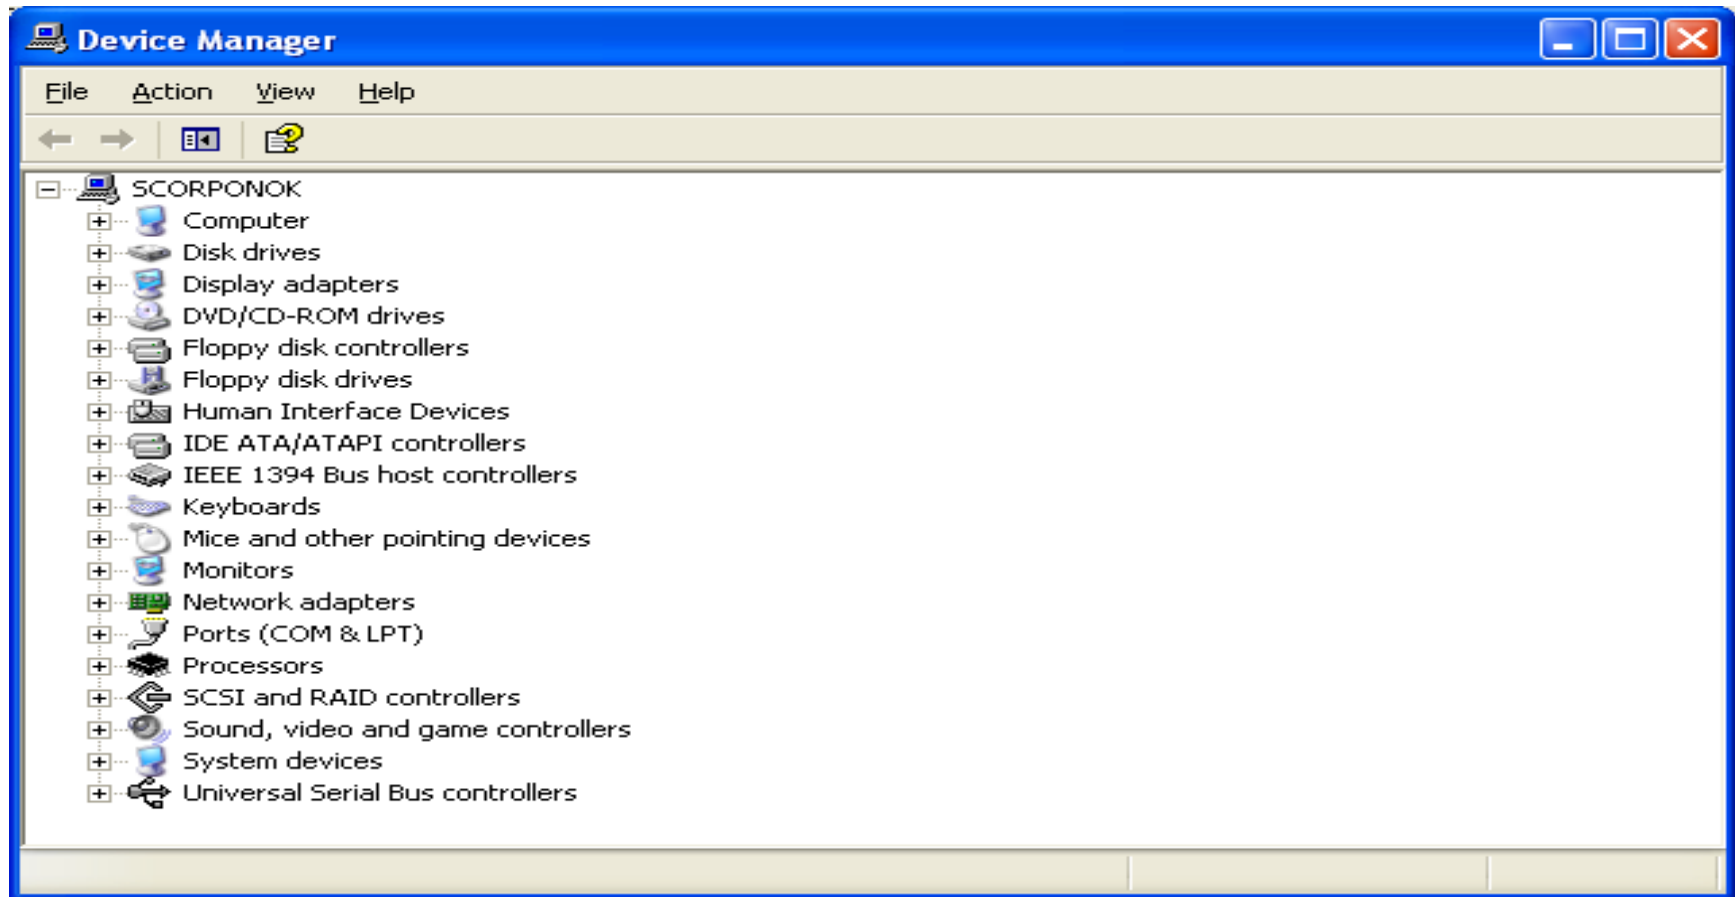 Device Manager
File Action View Help
SCORPONOK
Computer
Disk drives
Display adapters
DVD/CD-ROM drives
Floppy disk controllers
Floppy disk drives
Human Interface Devices
IDE ATA/ATAPI controllers
IEEE 1394 Bus host controllers
Keyboards
Mice and other pointing devices
Monitors
Network adapters
Ports (COM & LPT)
Processors
SCSI and RAID controllers
Sound, video and game controllers
System devices
Universal Serial Bus controllers